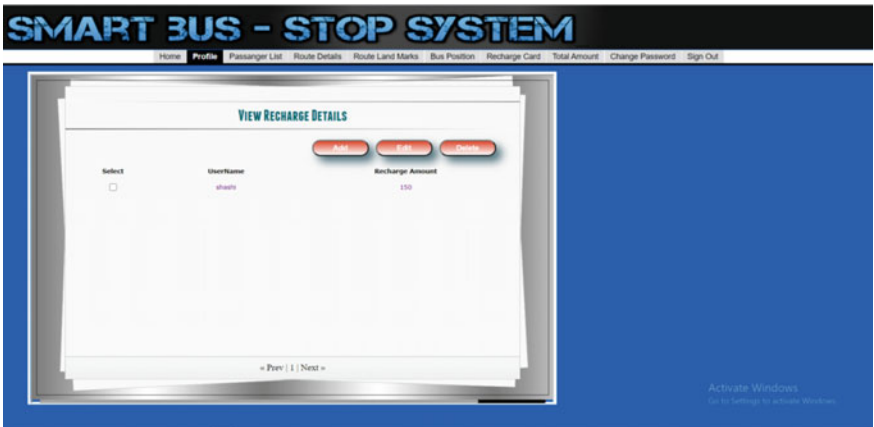 SMART BUS - STOP SYSTEM
Home Profile Passanger List Route Details Route Land Marks Bus Position Recharge Card Total Amount Change Password Sign Out
VIEW RECHARGE DETAILS
Add Edit Delete
Select UserName Recharge Amount
shashi 150
« Prev | 1 | Next »
Activate Windows
Go to Settings to activate Windows.